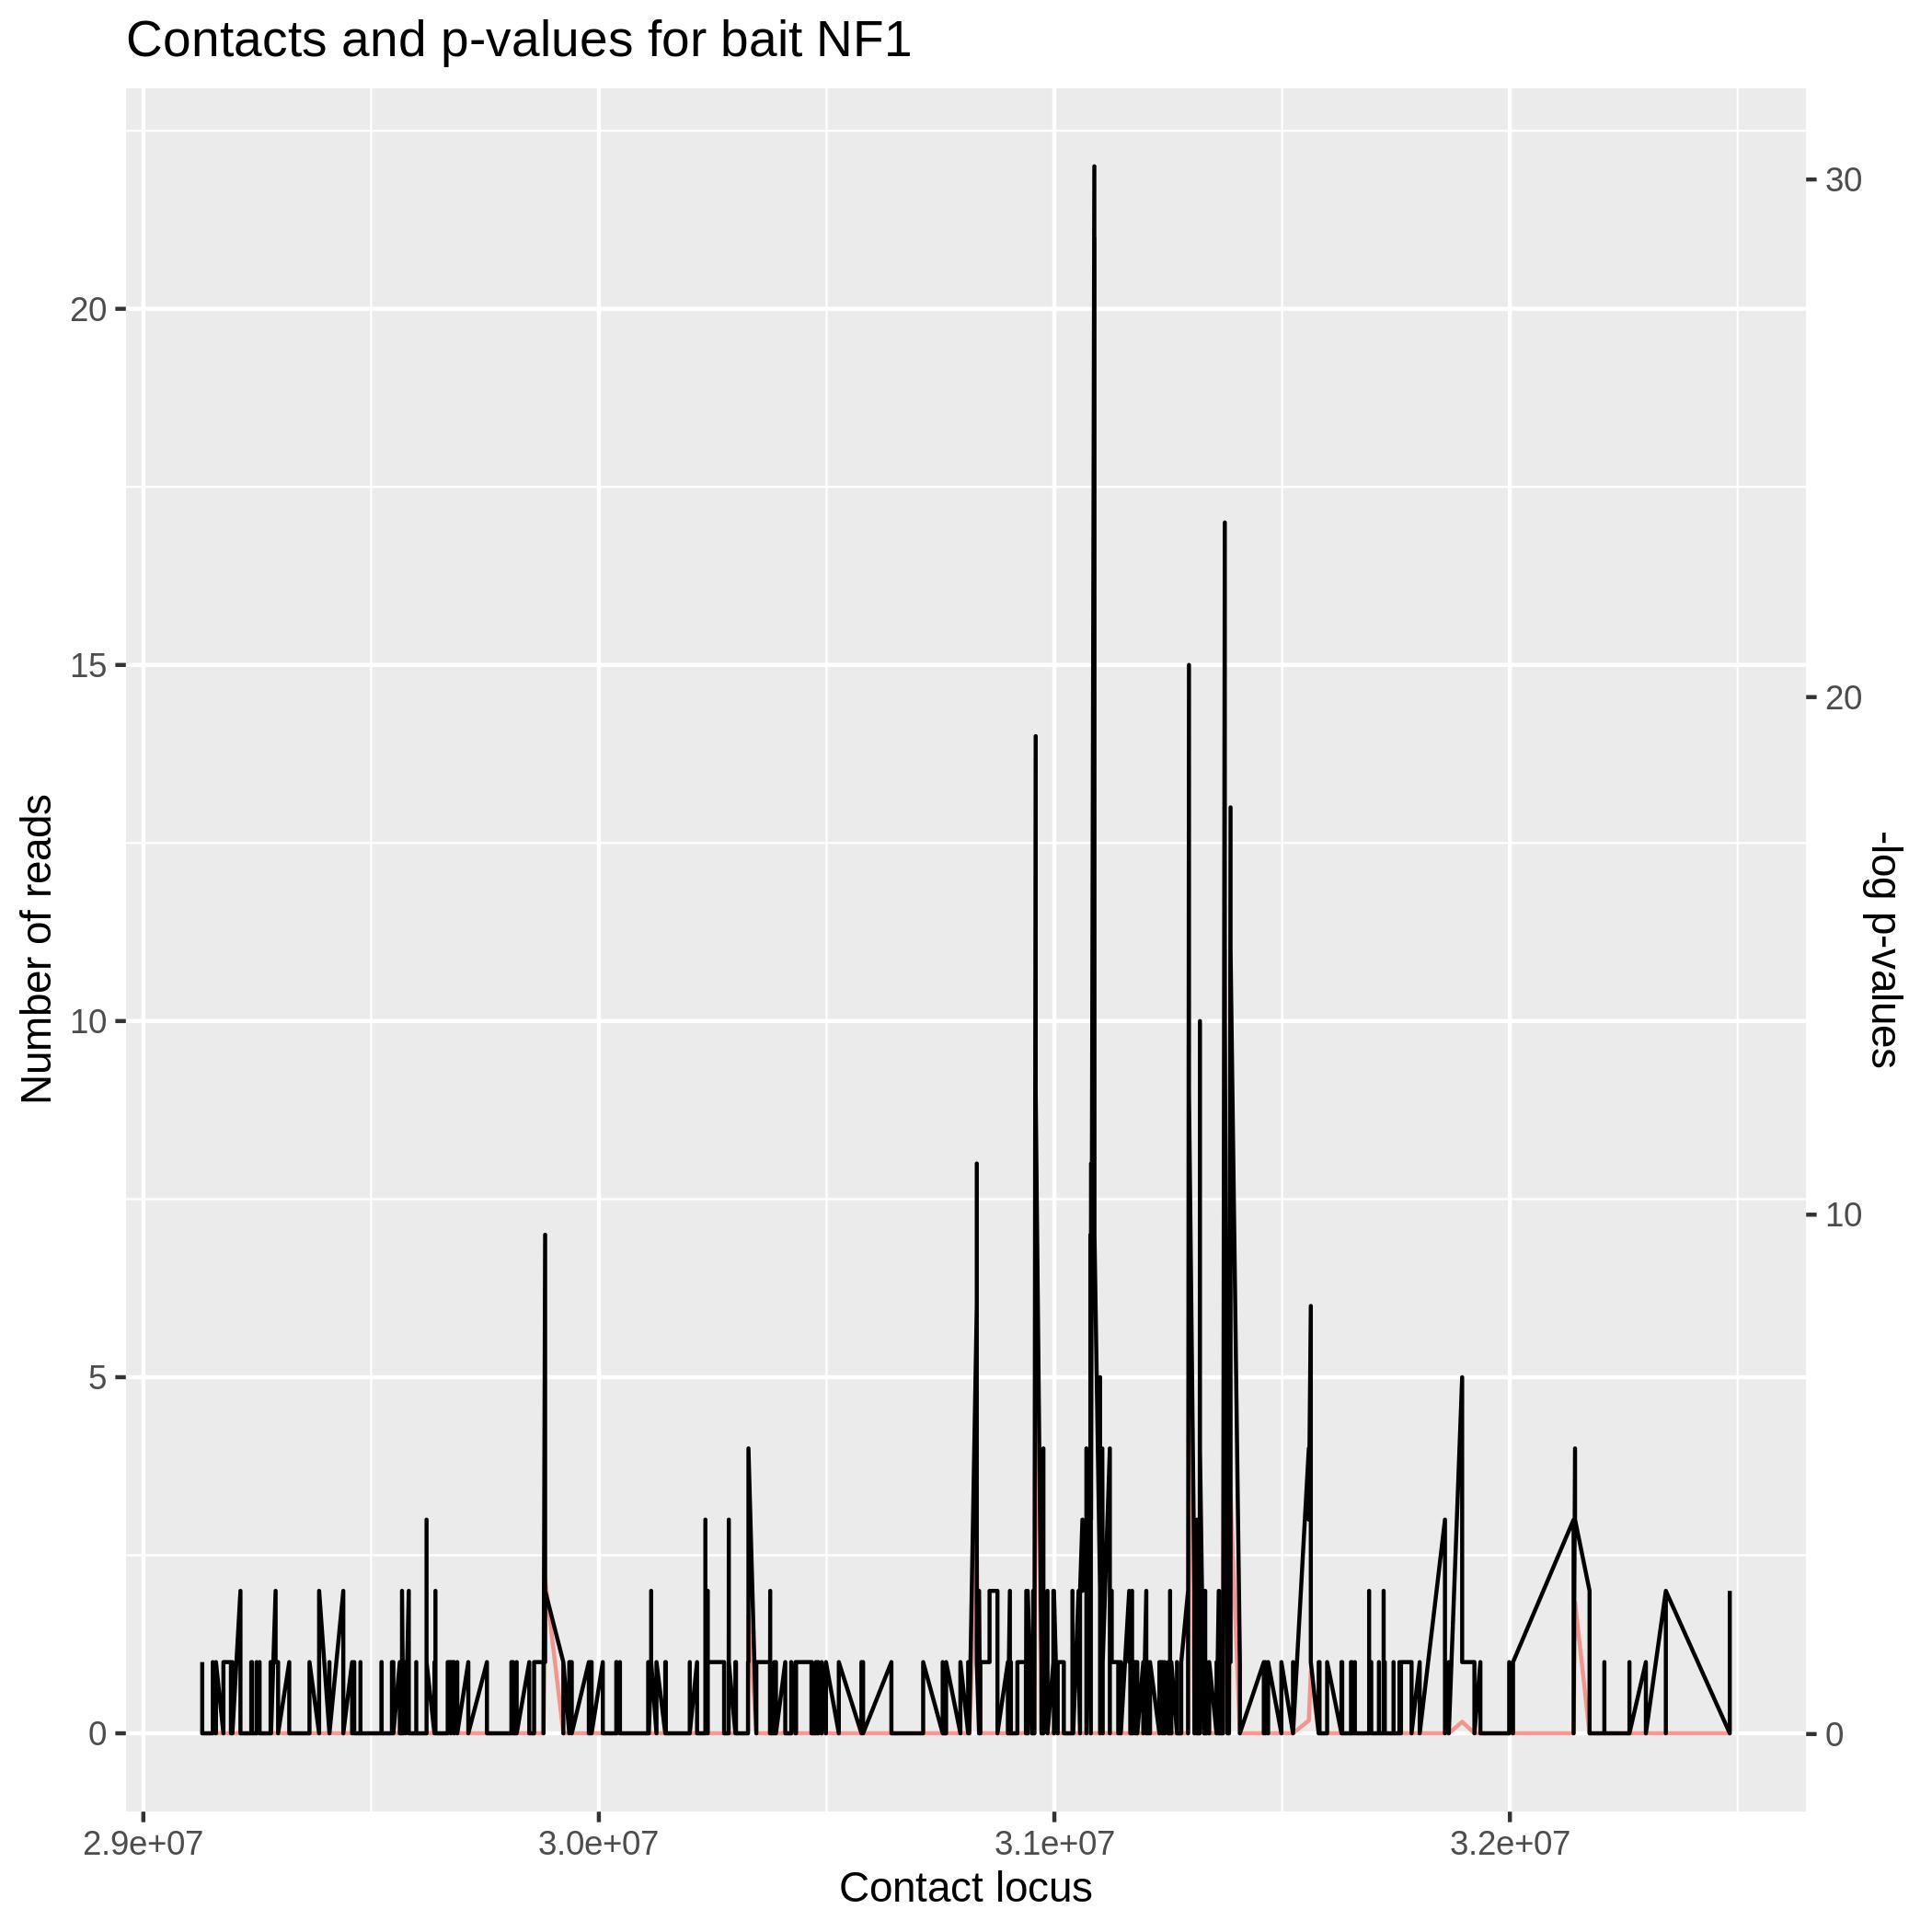 Contacts and p-values for bait NF1
Number of reads
20
15
10
5
0
30
20
10
0
-log p-values
2.9e+07
3.0e+07
3.1e+07
3.2e+07
Contact locus